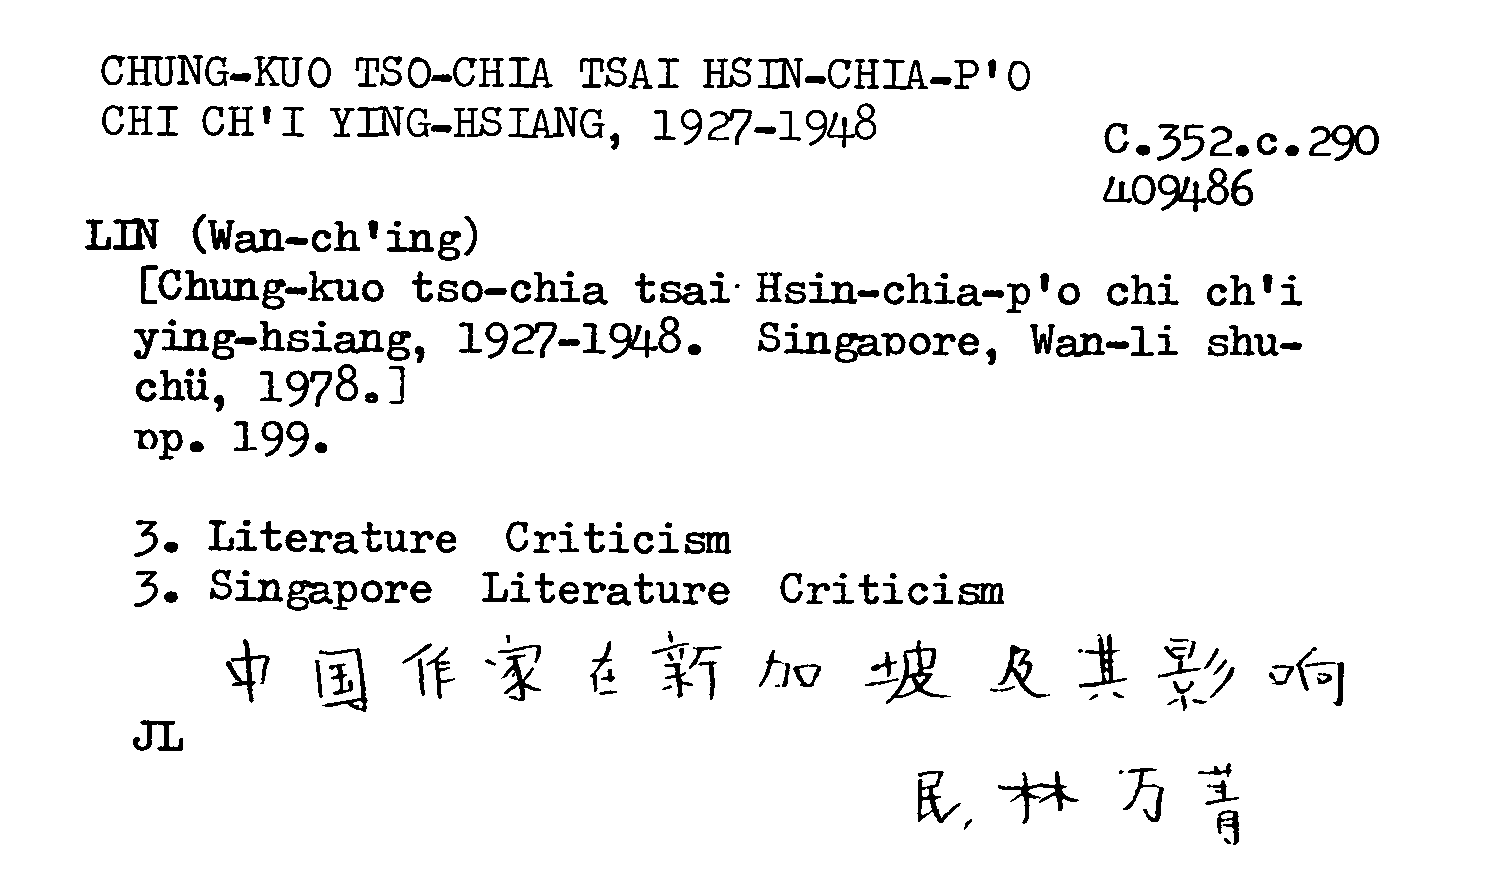 CHUNG-KUO TSO-CHIA TSAI HSIN-CHIA-P'O
CHI CH'I YING-HSIANG, 1927-1948
C.352.c.290
409486
LIN (Wan-ch'ing)
[Chung-kuo tso-chia tsai Hsin-chia-p'o chi ch'i
ying-hsiang, 1927-1948. Singapore, Wan-li shu-
chü, 1978.]
pp. 199.
3. Literature Criticism
3. Singapore Literature Criticism
中国作家在新加坡及其影响
JL
民, 林万菁